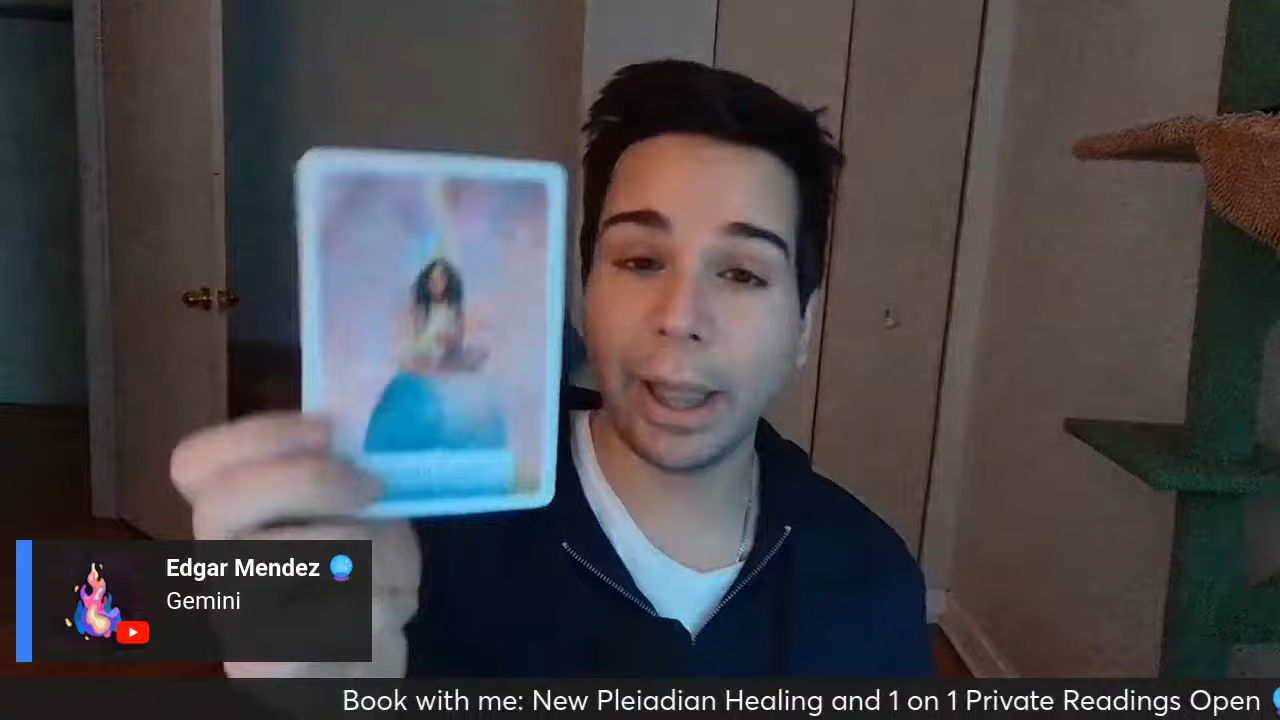 Edgar Mendez 🔮
Gemini
Book with me: New Pleiadian Healing and 1 on 1 Private Readings Open